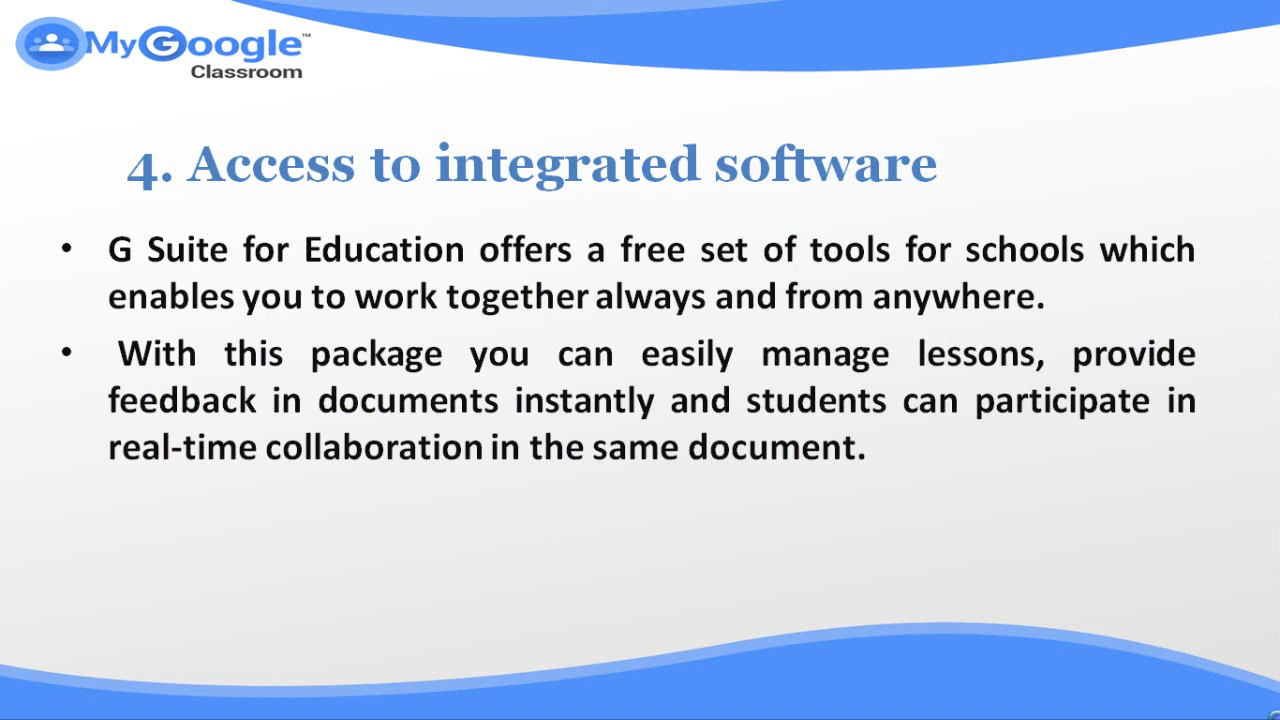 MyGoogle™
Classroom
4. Access to integrated software
• G Suite for Education offers a free set of tools for schools which
enables you to work together always and from anywhere.
• With this package you can easily manage lessons, provide
feedback in documents instantly and students can participate in
real-time collaboration in the same document.